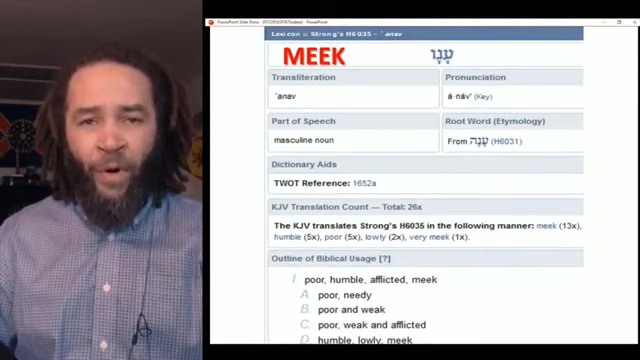 PowerPoint Slide Show
Lexicon :: Strong's H6035 - `anav
MEEK עָנָו
Transliteration
`anav
Pronunciation
ä·näv' (Key)
Part of Speech
masculine noun
Root Word (Etymology)
From עָנָה (H6031)
Dictionary Aids
TWOT Reference: 1652a
KJV Translation Count — Total: 26x
The KJV translates Strong's H6035 in the following manner: meek (13x),
humble (5x), poor (5x), lowly (2x), very meek (1x).
Outline of Biblical Usage [?]
I. poor, humble, afflicted, meek
A. poor, needy
B. poor and weak
C. poor, weak and afflicted
D. humble, lowly, meek